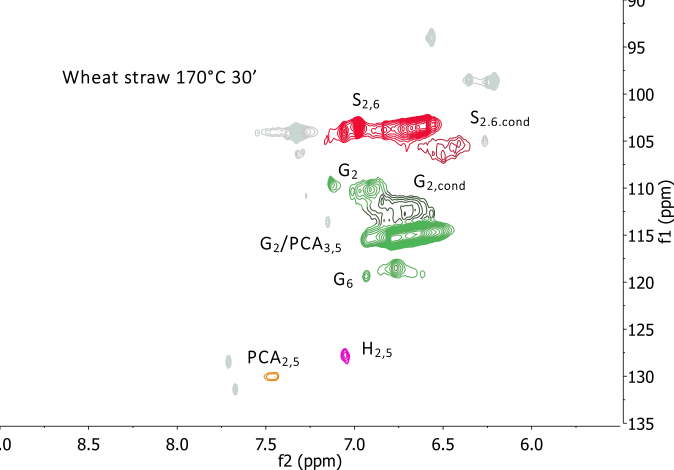 90
95
Wheat straw 170°C 30’
100
S2,6
S2.6.cond
105
G2
G2,cond
110
115
G2/PCA3,5
f1 (ppm)
G6
120
125
H2,5
PCA2,5
130
135
.0
8.5
8.0
7.5
7.0
6.5
6.0
f2 (ppm)